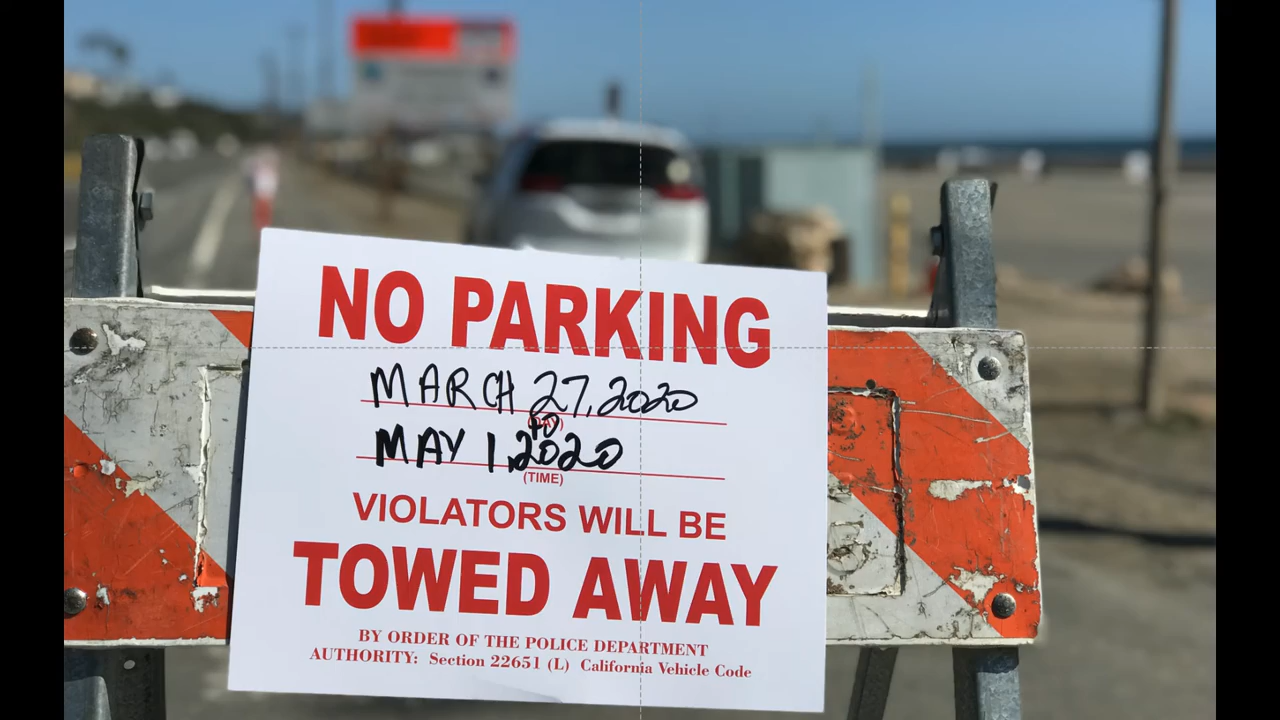 NO PARKING
MARCH 27, 2020
to
MAY 1, 2020
(TIME)
VIOLATORS WILL BE
TOWED AWAY
BY ORDER OF THE POLICE DEPARTMENT
AUTHORITY: Section 22651 (L) California Vehicle Code